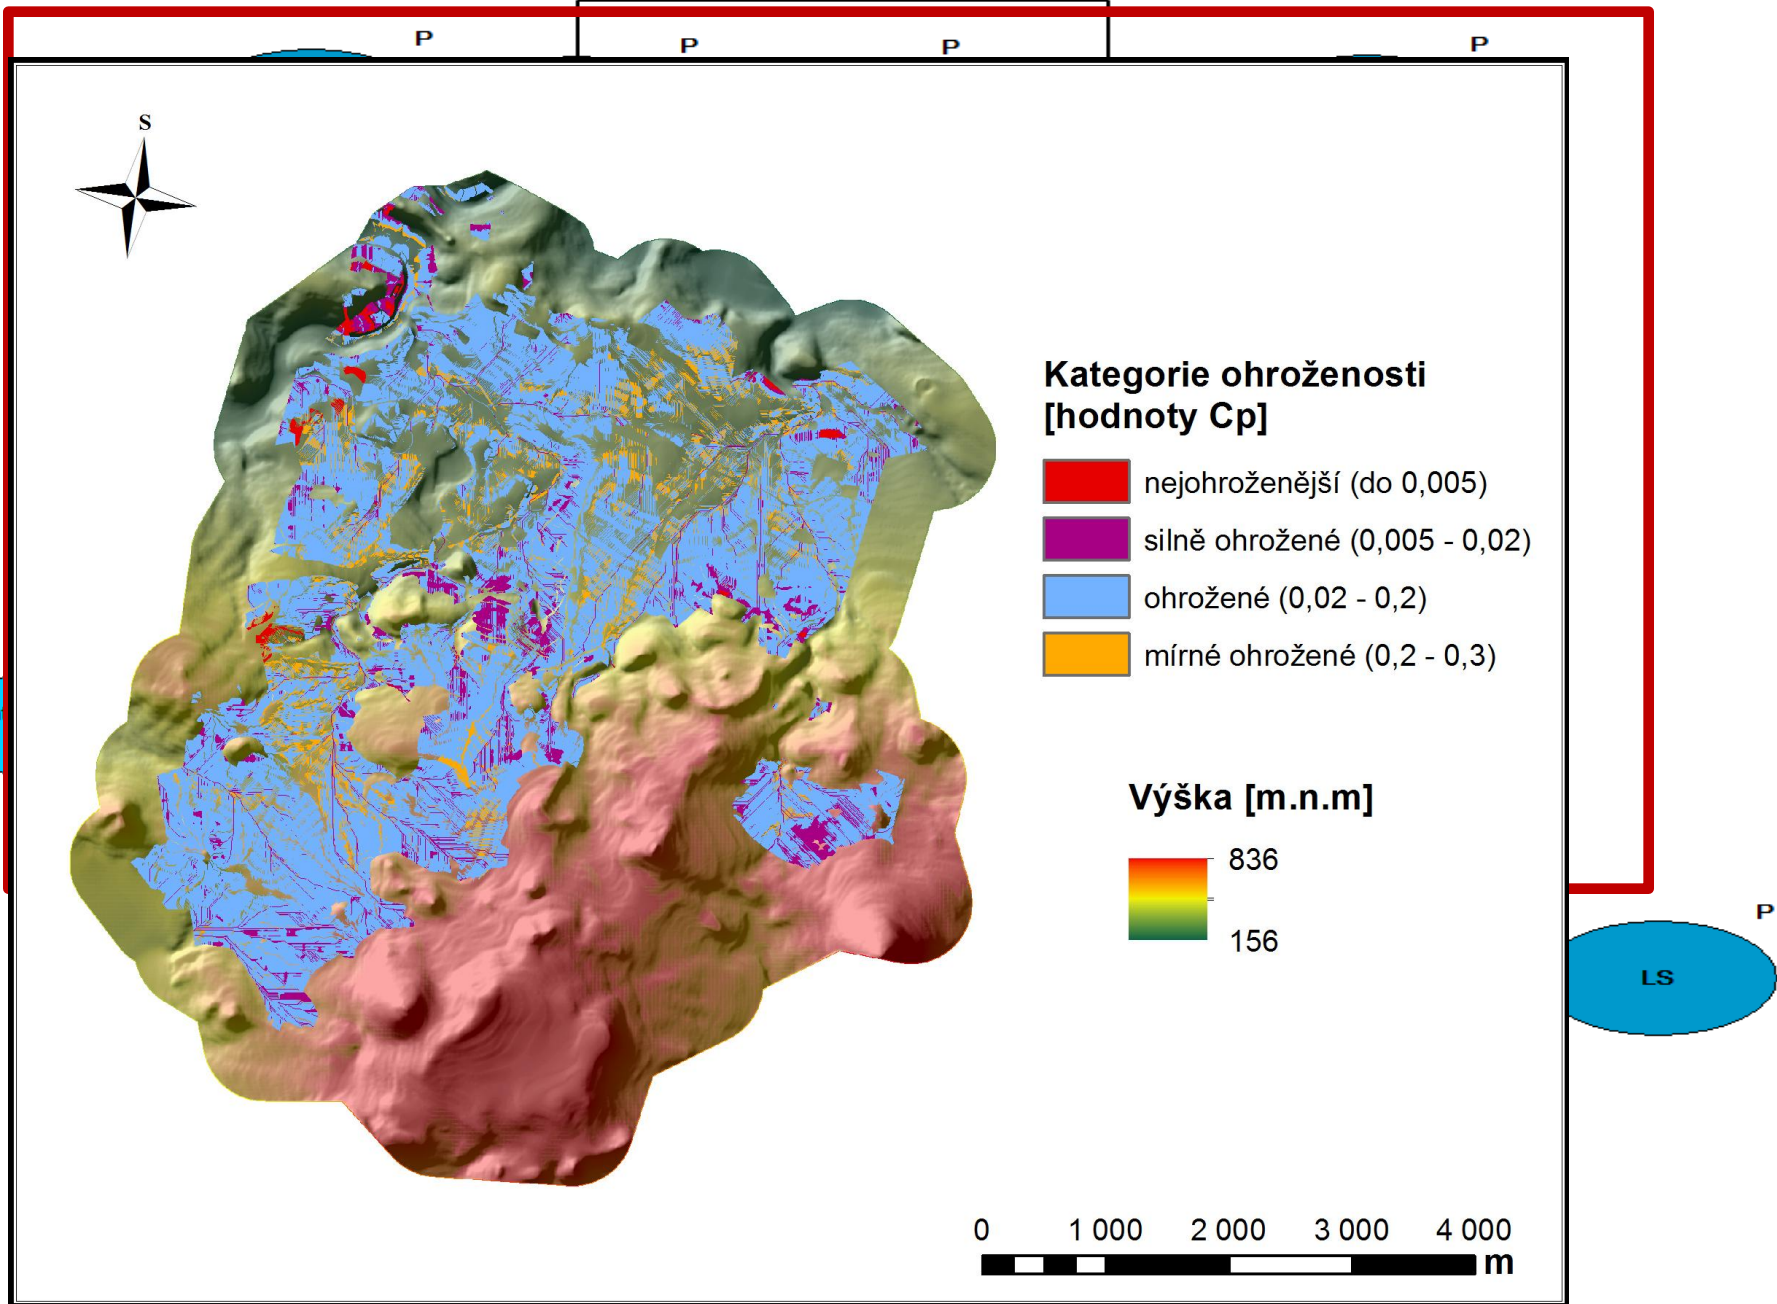 P
P
P
P
S
Kategorie ohroženosti
[hodnoty Cp]
nejohroženější (do 0,005)
silně ohrožené (0,005 - 0,02)
ohrožené (0,02 - 0,2)
mírné ohrožené (0,2 - 0,3)
Výška [m.n.m]
836
156
P
LS
0 1 000 2 000 3 000 4 000
m